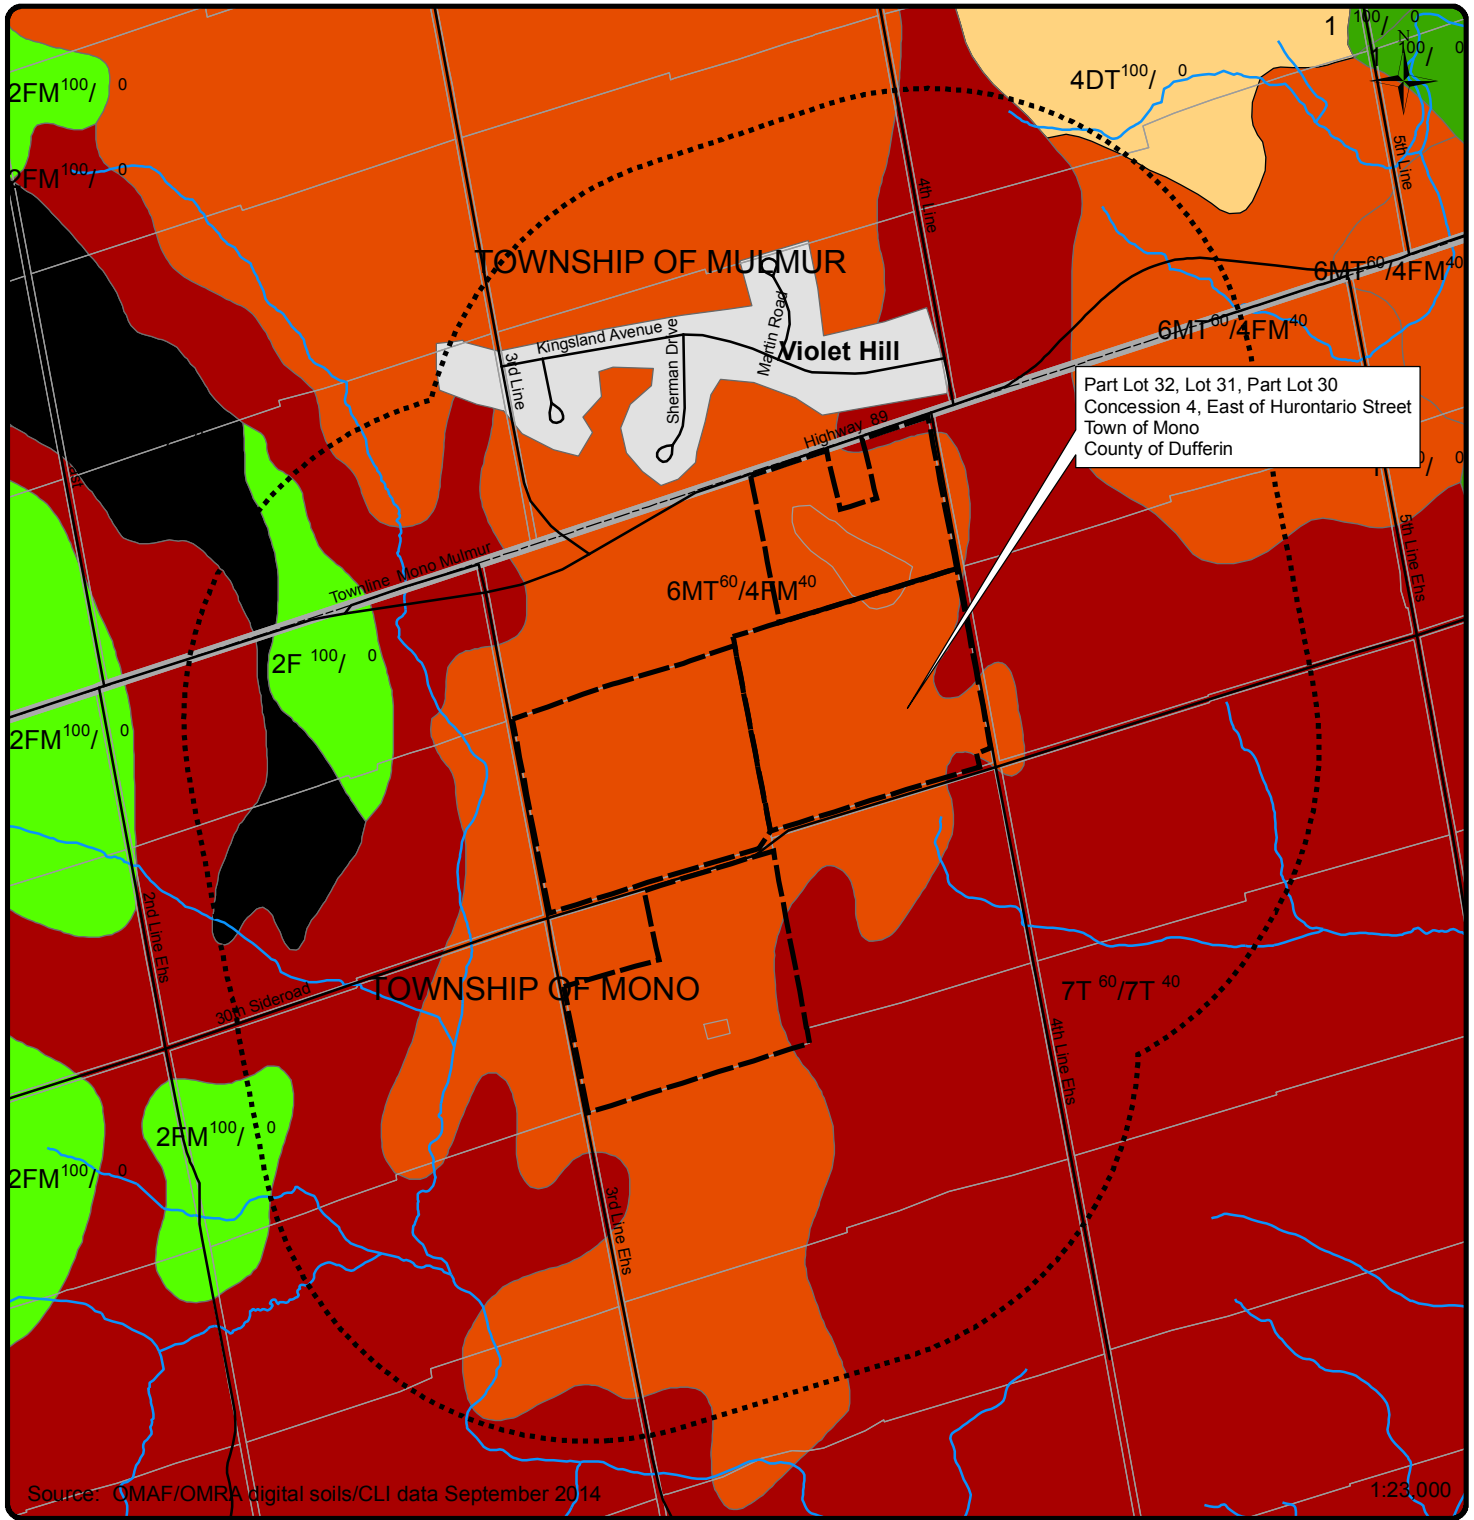 1 100/ 0
N
1 100/ 0
4DT100/ 0
2FM100/ 0
2FM100/ 0
5th Line
4th Line
TOWNSHIP OF MULMUR
6MT60/4FM40
6MT60/4FM40
Kingsland Avenue
Martin Road
Sherman Drive
3rd Line
Violet Hill
Part Lot 32, Lot 31, Part Lot 30
Concession 4, East of Hurontario Street
Town of Mono
County of Dufferin
Highway 89
/ 0
5th Line Ehs
Townline Mono Mulmur
6MT60/4FM40
2F 100/ 0
2FM100/ 0
2nd Line Ehs
30th Sideroad
TOWNSHIP OF MONO
7T 60/7T 40
4th Line Ehs
2FM100/ 0
2FM100/ 0
3rd Line Ehs
Source: OMAF/OMRA digital soils/CLI data September 2014
1:23,000